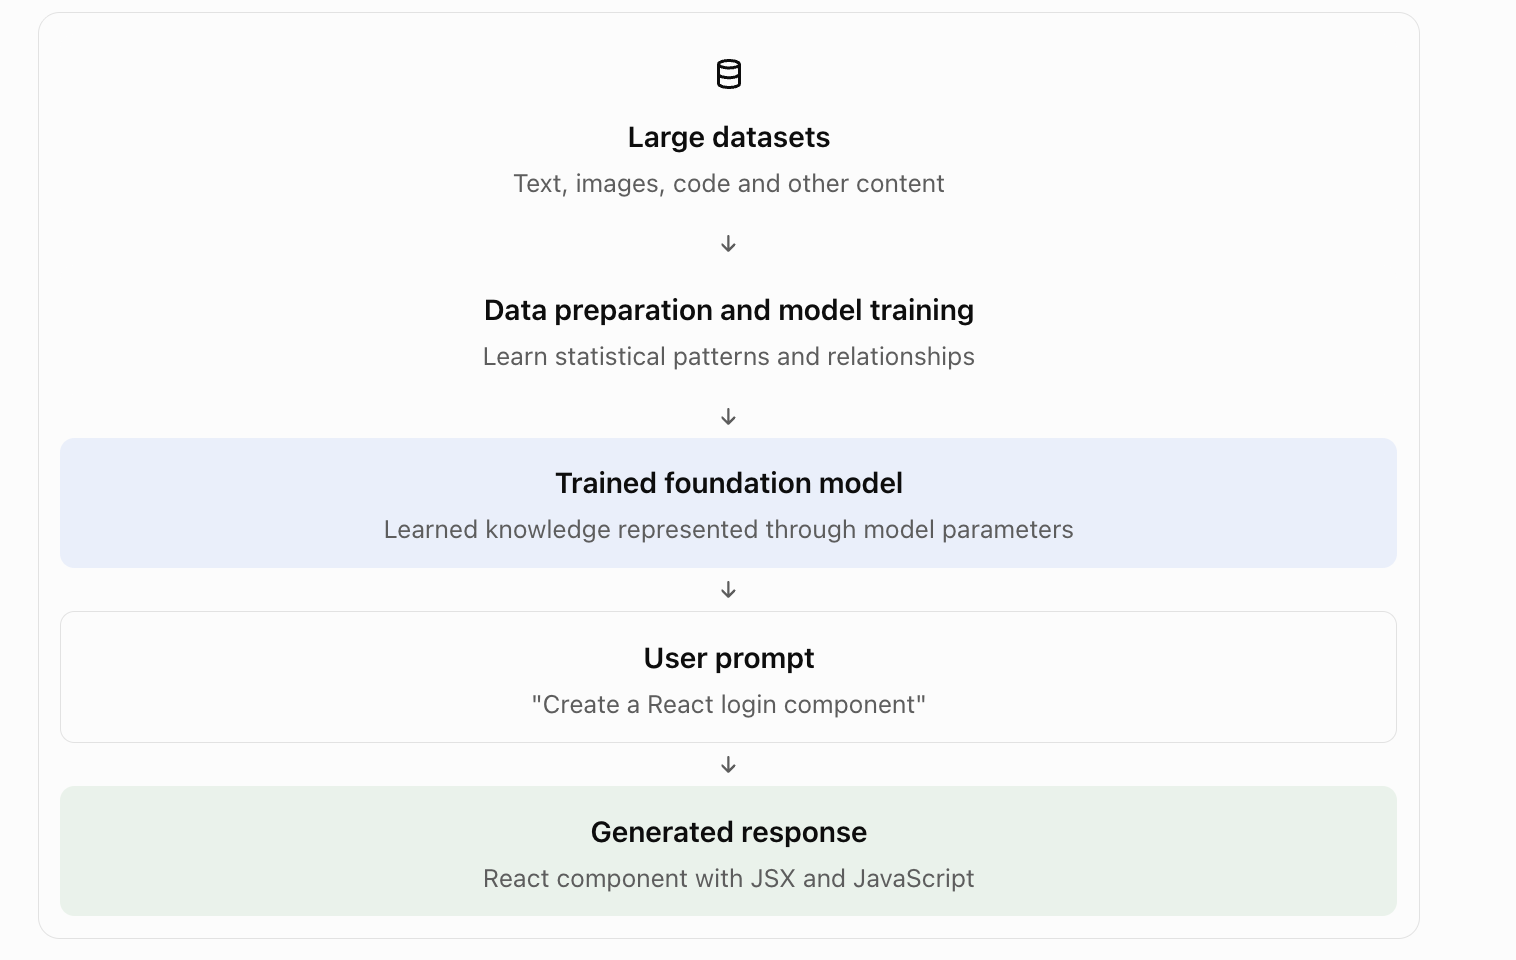 Large datasets
Text, images, code and other content
Data preparation and model training
Learn statistical patterns and relationships
Trained foundation model
Learned knowledge represented through model parameters
User prompt
"Create a React login component"
Generated response
React component with JSX and JavaScript